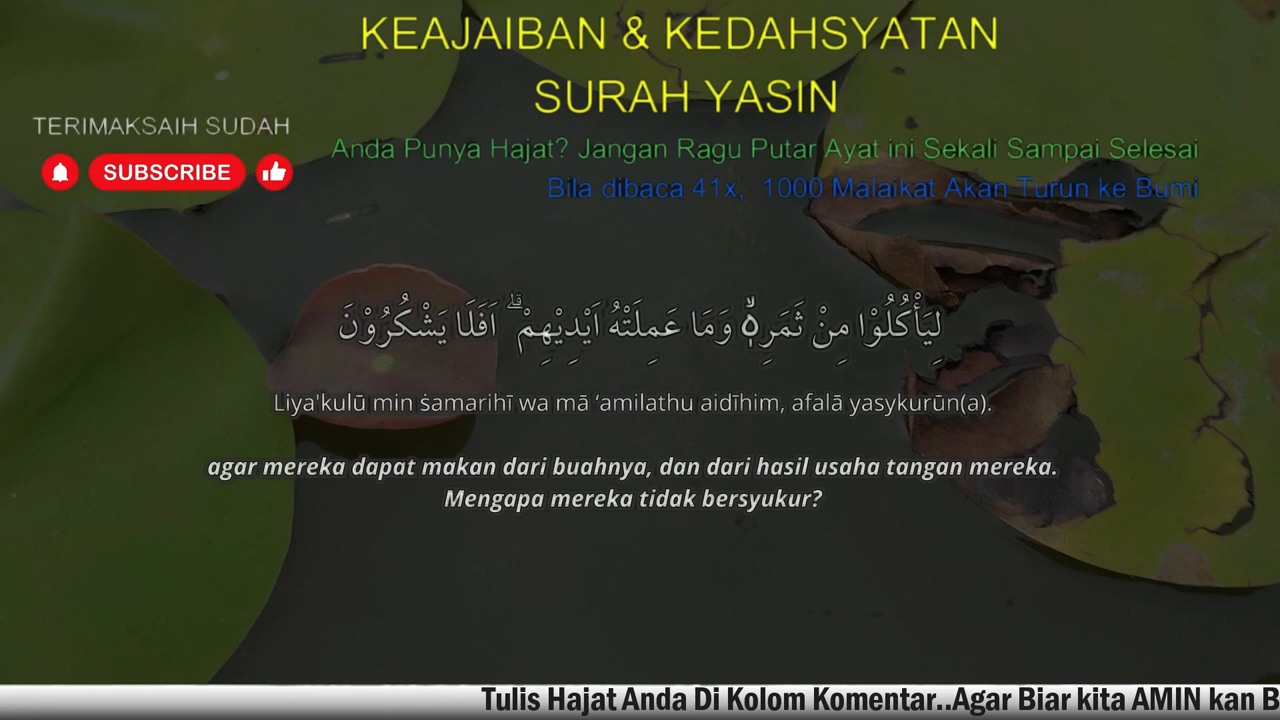 KEAJAIBAN & KEDAHSYATAN
SURAH YASIN
TERIMAKSAIH SUDAH
SUBSCRIBE
Anda Punya Hajat? Jangan Ragu Putar Ayat ini Sekali Sampai Selesai
Bila dibaca 41x, 1000 Malaikat Akan Turun ke Bumi
لِيَأْكُلُوْا مِنْ ثَمَرِهٖۙ وَمَا عَمِلَتْهُ اَيْدِيْهِمْ ۗ اَفَلَا يَشْكُرُوْنَ
Liya'kulū min ṡamarihī wa mā ‘amilathu aidīhim, afalā yasykurūn(a).
agar mereka dapat makan dari buahnya, dan dari hasil usaha tangan mereka.
Mengapa mereka tidak bersyukur?
Tulis Hajat Anda Di Kolom Komentar..Agar Biar kita AMIN kan B